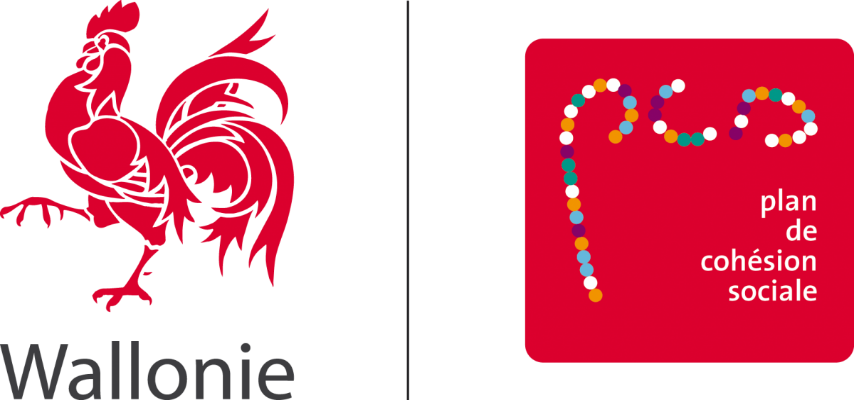 Wallonie
pcs
plan
de
cohésion
sociale